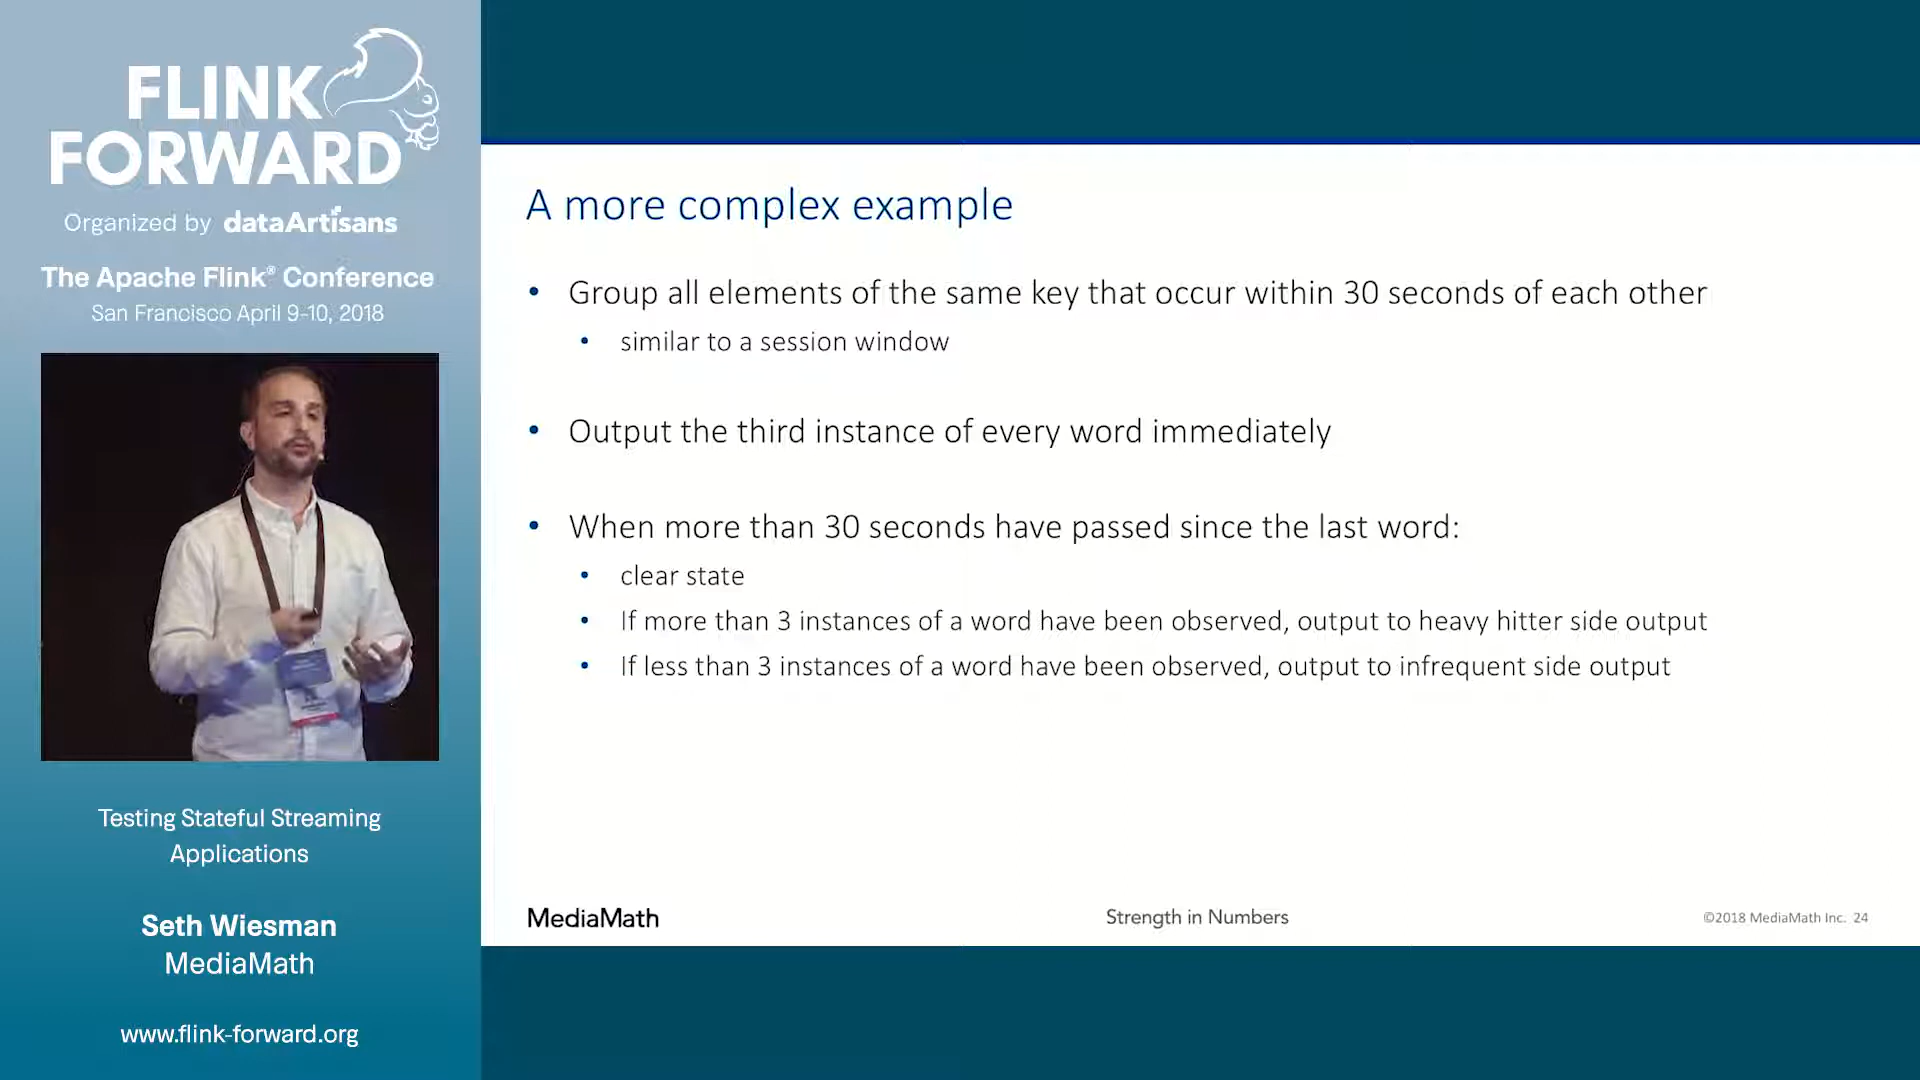 FLINK
FORWARD
Organized by dataArtisans
The Apache Flink® Conference
San Francisco April 9-10, 2018
Testing Stateful Streaming
Applications
Seth Wiesman
MediaMath
www.flink-forward.org
A more complex example
• Group all elements of the same key that occur within 30 seconds of each other
• similar to a session window
• Output the third instance of every word immediately
• When more than 30 seconds have passed since the last word:
• clear state
• If more than 3 instances of a word have been observed, output to heavy hitter side output
• If less than 3 instances of a word have been observed, output to infrequent side output
MediaMath
Strength in Numbers
©2018 MediaMath Inc. 24